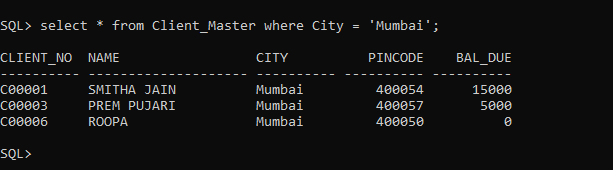 SQL> select * from Client_Master where City = 'Mumbai';
CLIENT_NO NAME                 CITY          PINCODE    BAL_DUE
---------- -------------------- ---------- ---------- ----------
C00001     SMITHA JAIN          Mumbai         400054      15000
C00003     PREM PUJARI          Mumbai         400057       5000
C00006     ROOPA                Mumbai         400050          0
SQL>